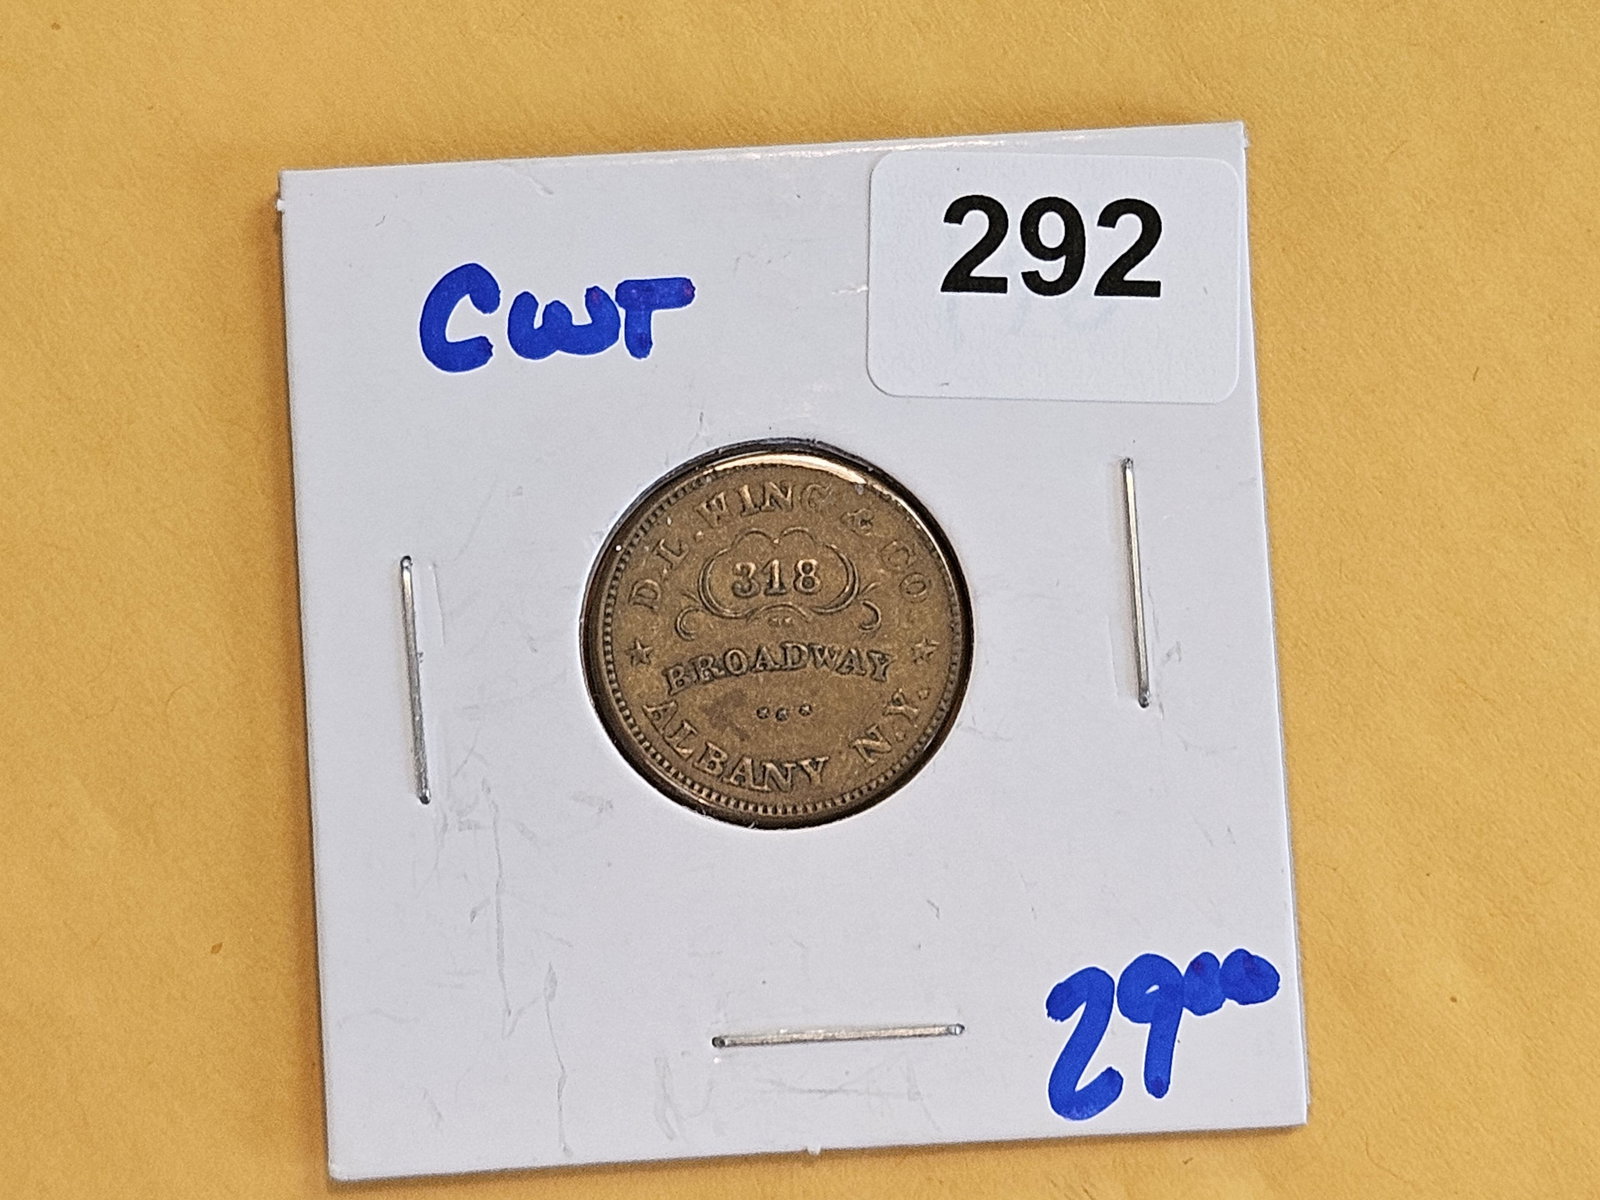 292
CWT
D.L. WING & CO.
318
BROADWAY
ALBANY N.Y.
29.00